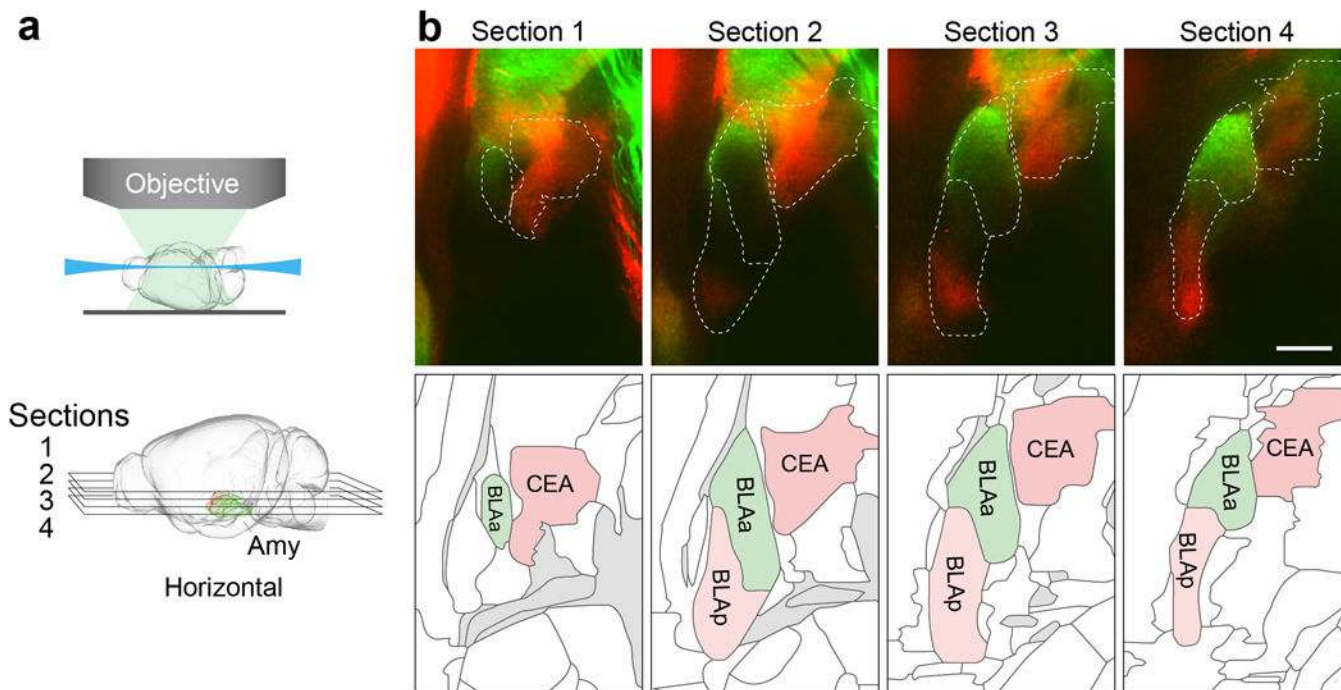 a
Objective
Sections
1
2
3
4
Amy
Horizontal
b
Section 1
Section 2
Section 3
Section 4
BLAa
CEA
BLAa
CEA
BLAp
BLAa
CEA
BLAp
BLAa
CEA
BLAp